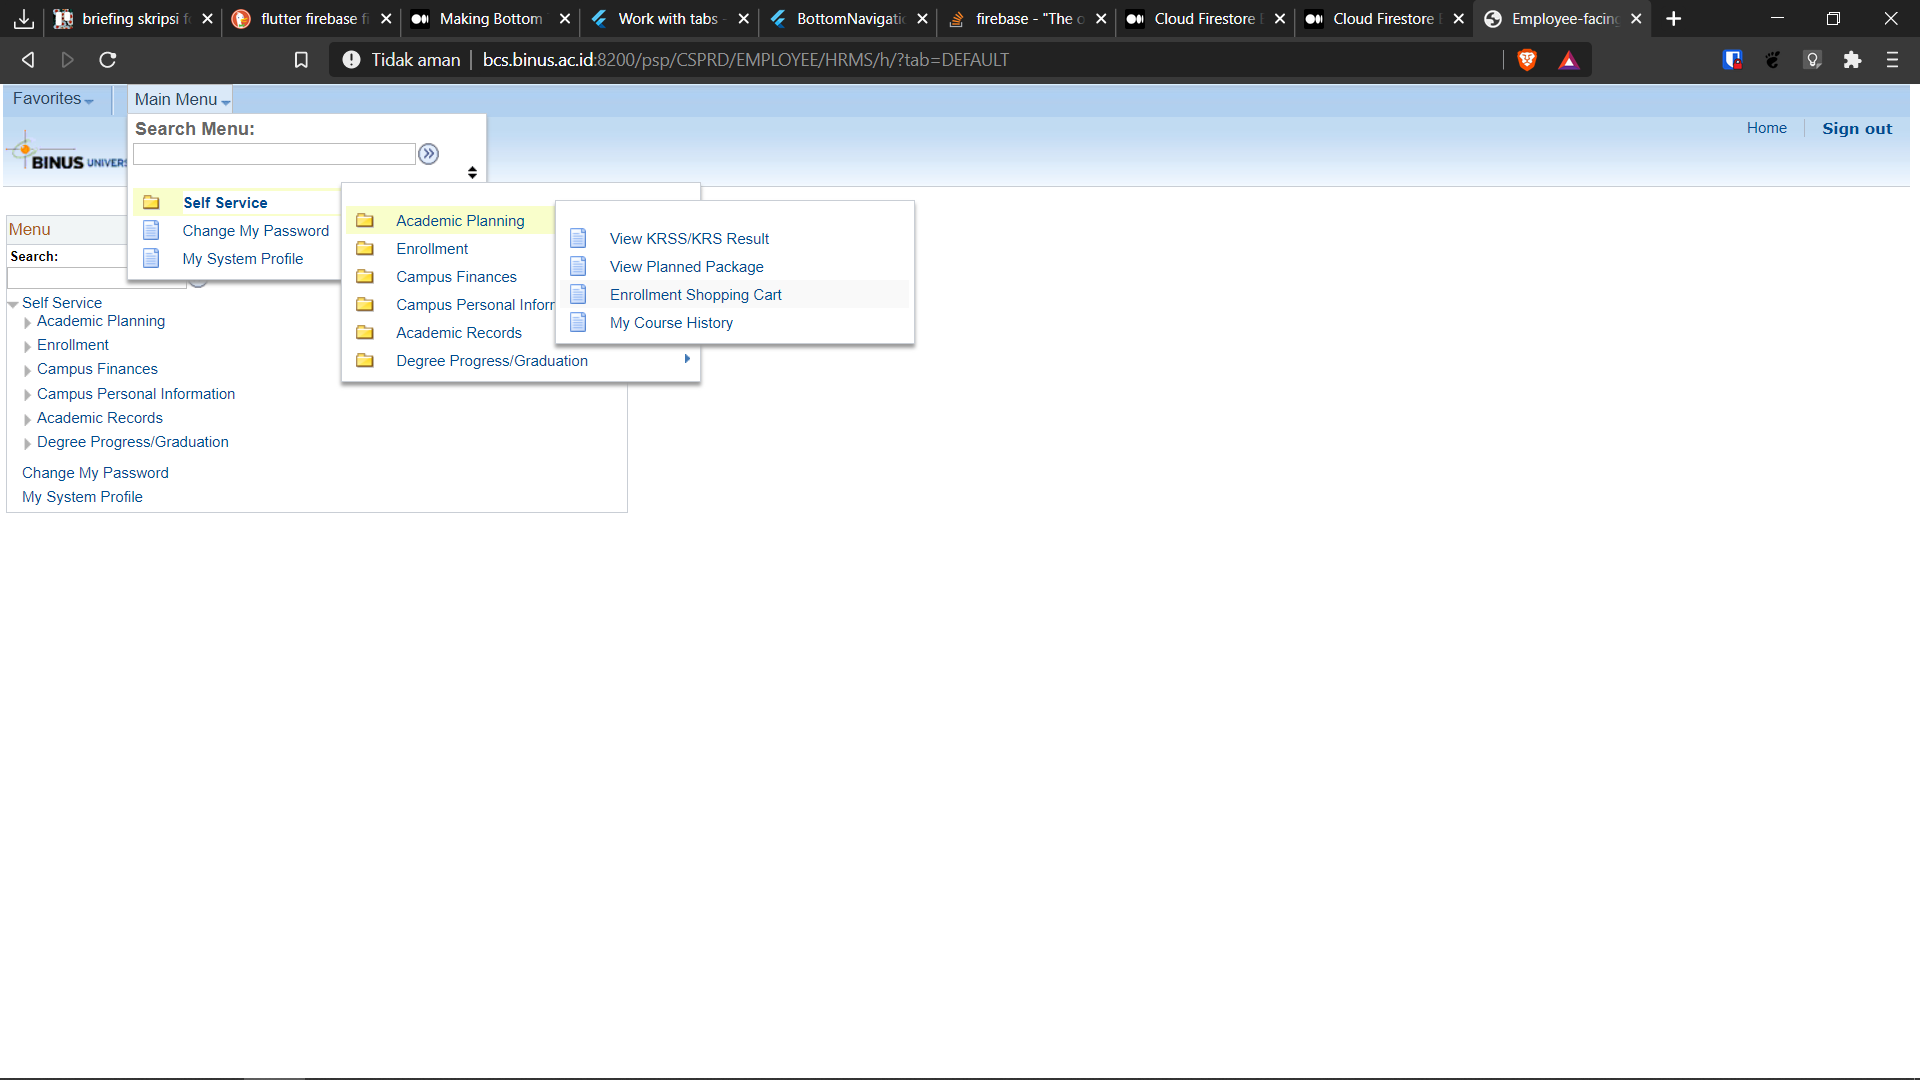 briefing skripsi fo
flutter firebase fi
Making Bottom
Work with tabs -
BottomNavigatio
firebase - "The o
Cloud Firestore
Cloud Firestore
Employee-facing
Tidak aman
bcs.binus.ac.id:8200/psp/CSPRD/EMPLOYEE/HRMS/h/?tab=DEFAULT
Favorites
Main Menu
Home
Sign out
BINUS UNIVERS
Search Menu:
Self Service
Change My Password
My System Profile
Academic Planning
Enrollment
Campus Finances
Campus Personal Inforr
Academic Records
Degree Progress/Graduation
View KRSS/KRS Result
View Planned Package
Enrollment Shopping Cart
My Course History
Menu
Search:
Self Service
Academic Planning
Enrollment
Campus Finances
Campus Personal Information
Academic Records
Degree Progress/Graduation
Change My Password
My System Profile